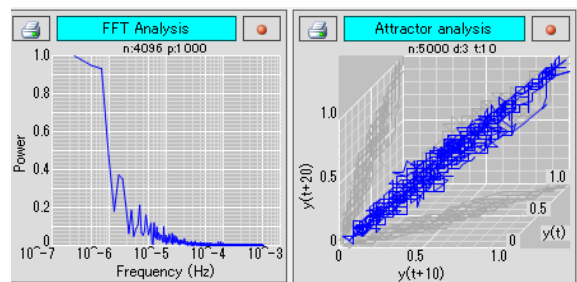 FFT Analysis
n:4096 p:1000
1.0
0.8
0.6
0.4
0.2
0
Power
10^-7
10^-6
10^-5
10^-4
10^-3
Frequency (Hz)
Attractor analysis
n:5000 d:3 t:10
1.0
0.5
0
y(t+20)
0
0.5
1.0
y(t+10)
1.0
0.5
0
y(t)